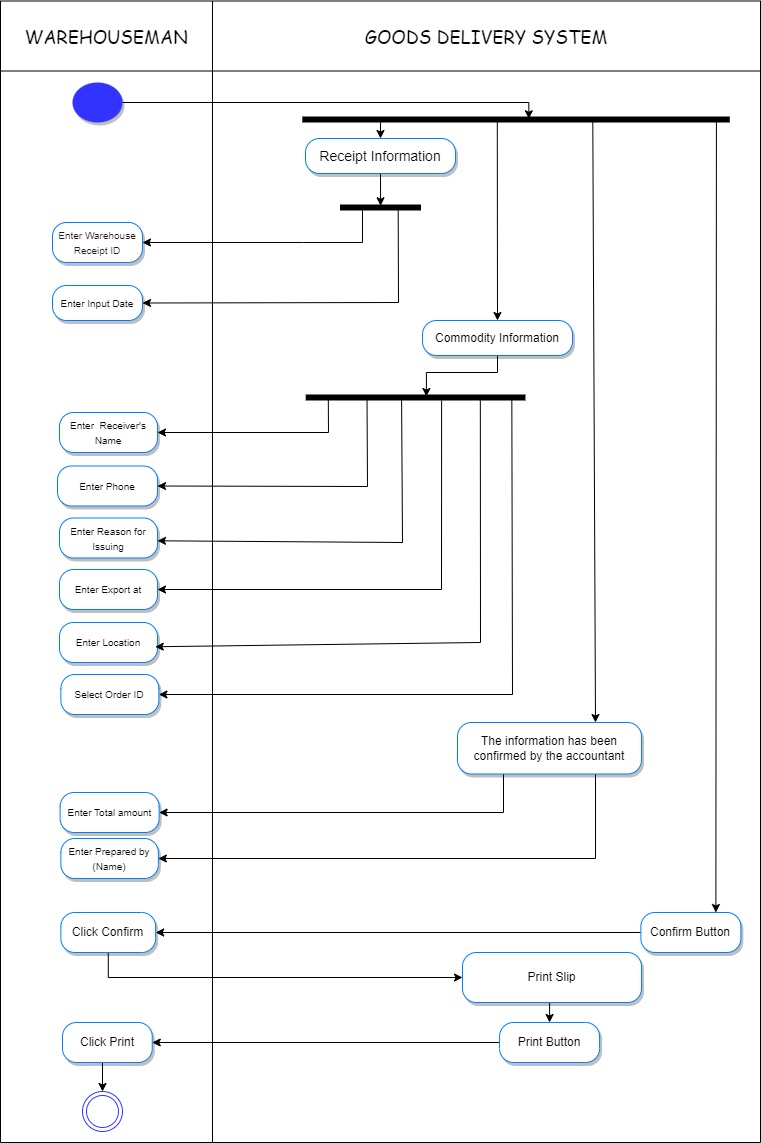 WAREHOUSEMAN
GOODS DELIVERY SYSTEM
Receipt Information
Enter Warehouse
Receipt ID
Enter Input Date
Commodity Information
Enter Receiver's
Name
Enter Phone
Enter Reason for
Issuing
Enter Export at
Enter Location
Select Order ID
The information has been
confirmed by the accountant
Enter Total amount
Enter Prepared by
(Name)
Click Confirm
Confirm Button
Print Slip
Click Print
Print Button